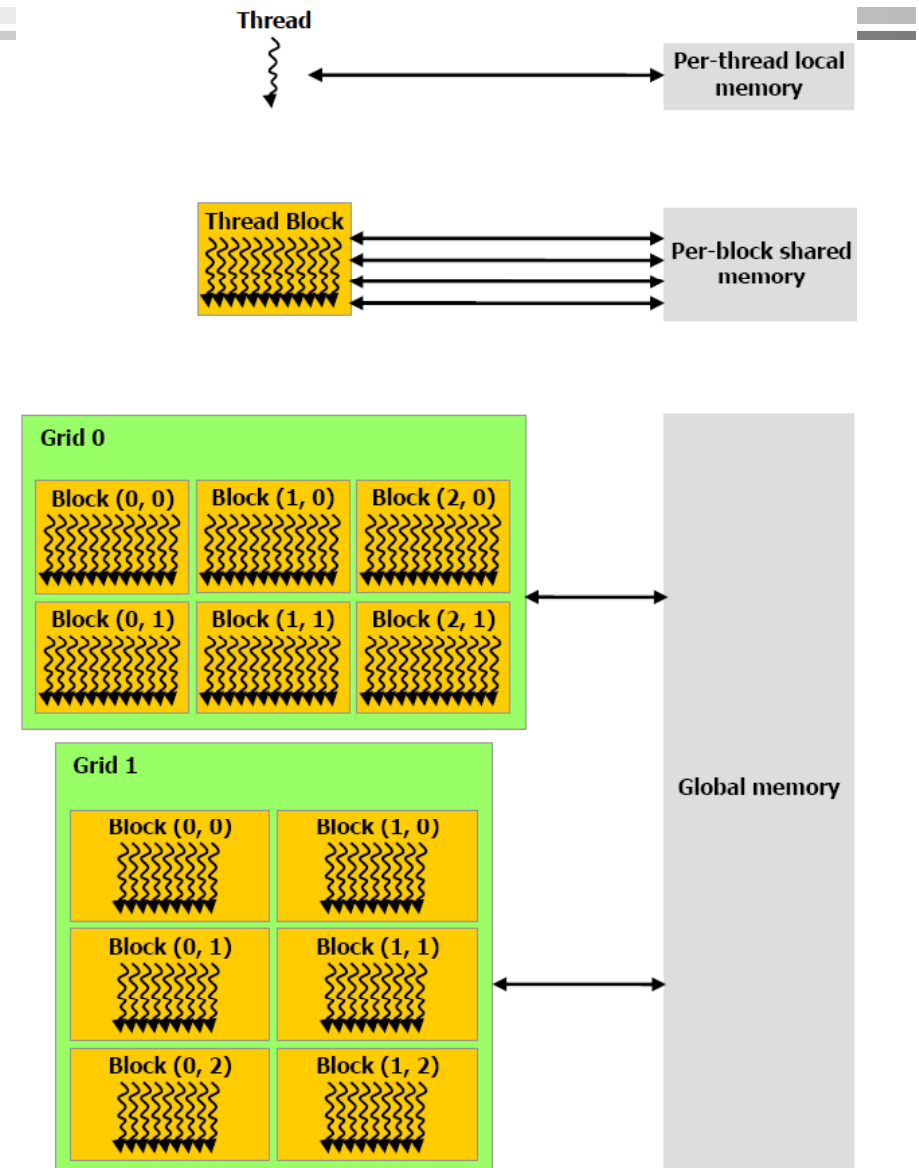 Thread
Per-thread local
memory
Thread Block
Per-block shared
memory
Grid 0
Block (0, 0)
Block (1, 0)
Block (2, 0)
Block (0, 1)
Block (1, 1)
Block (2, 1)
Grid 1
Global memory
Block (0, 0)
Block (1, 0)
Block (0, 1)
Block (1, 1)
Block (0, 2)
Block (1, 2)